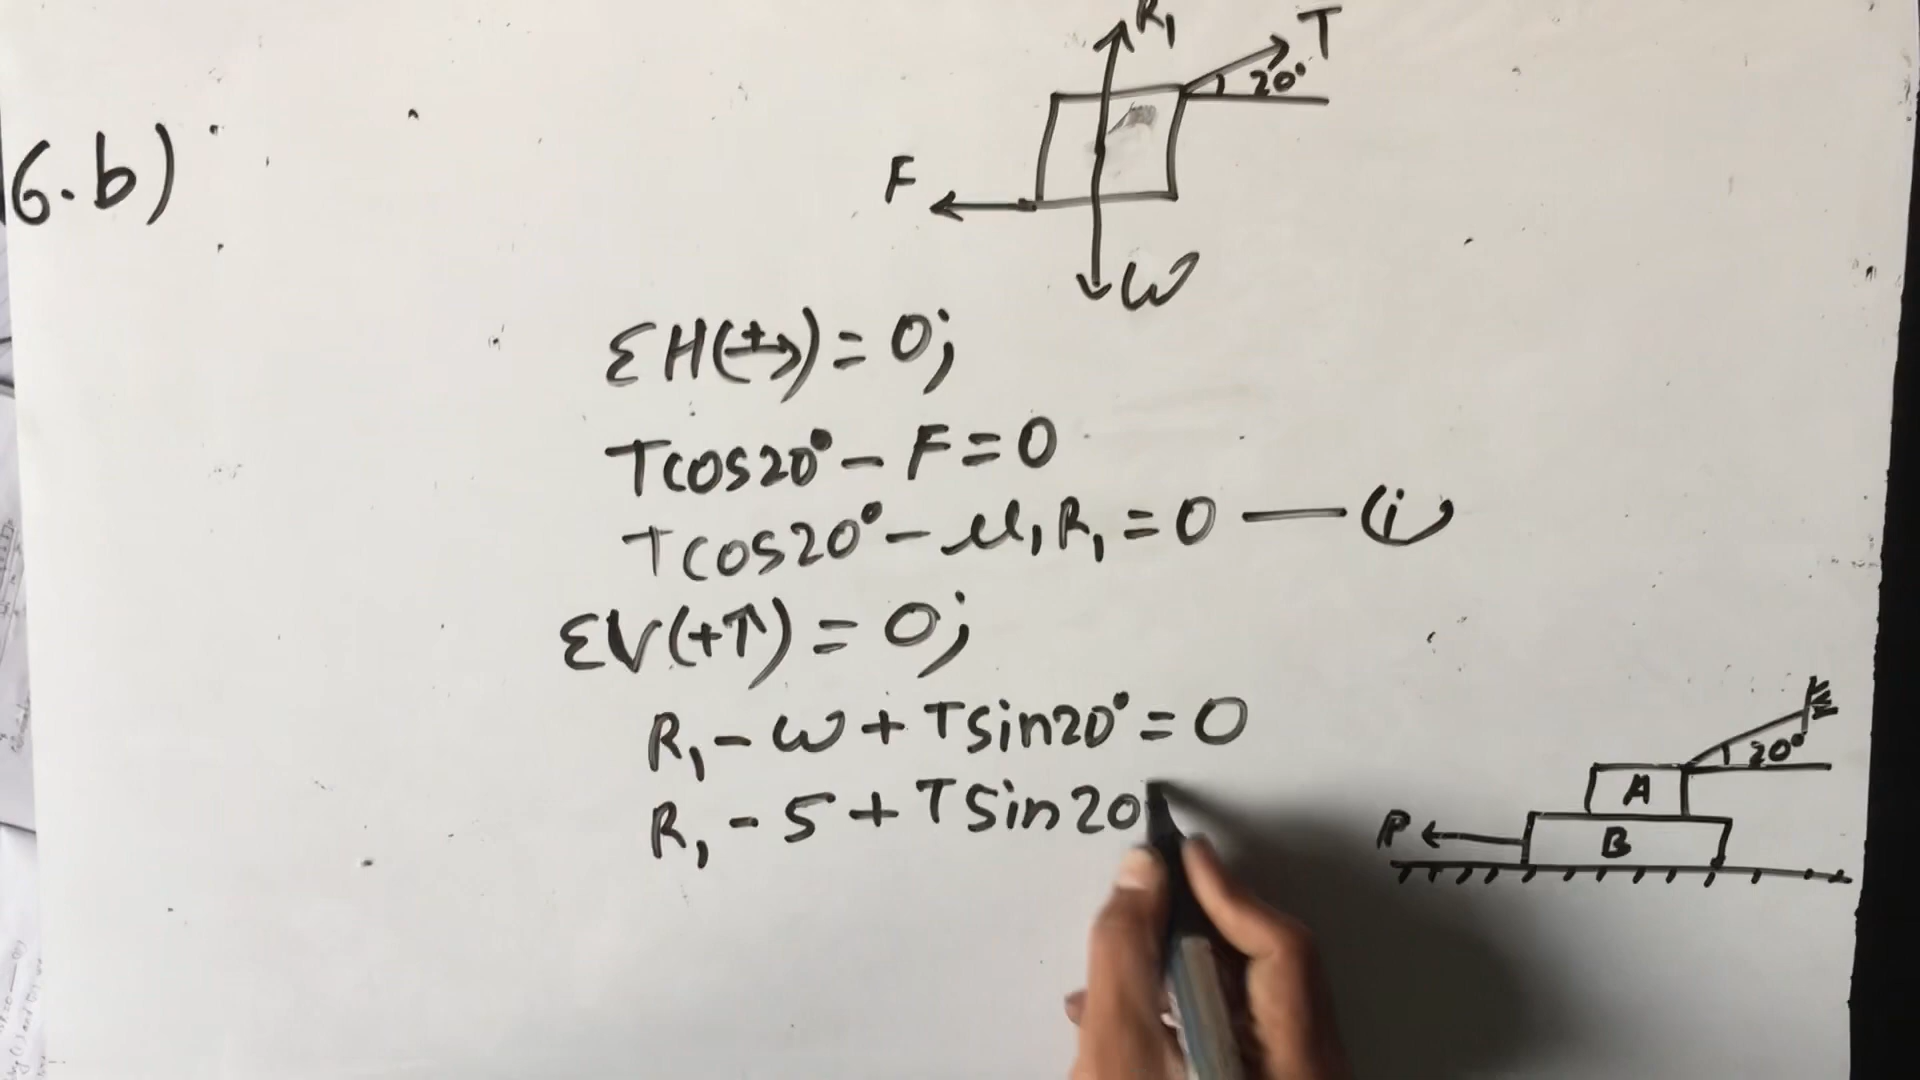 R₁
T
20°
6.b)
F
W
ΣH(+→) = 0;
Tcos20° - F = 0
Tcos20° - μ₁R₁ = 0 — (i)
ΣV(+↑) = 0;
R₁ - W + Tsin20° = 0
R₁ - 5 + Tsin20
20°
A
P
B